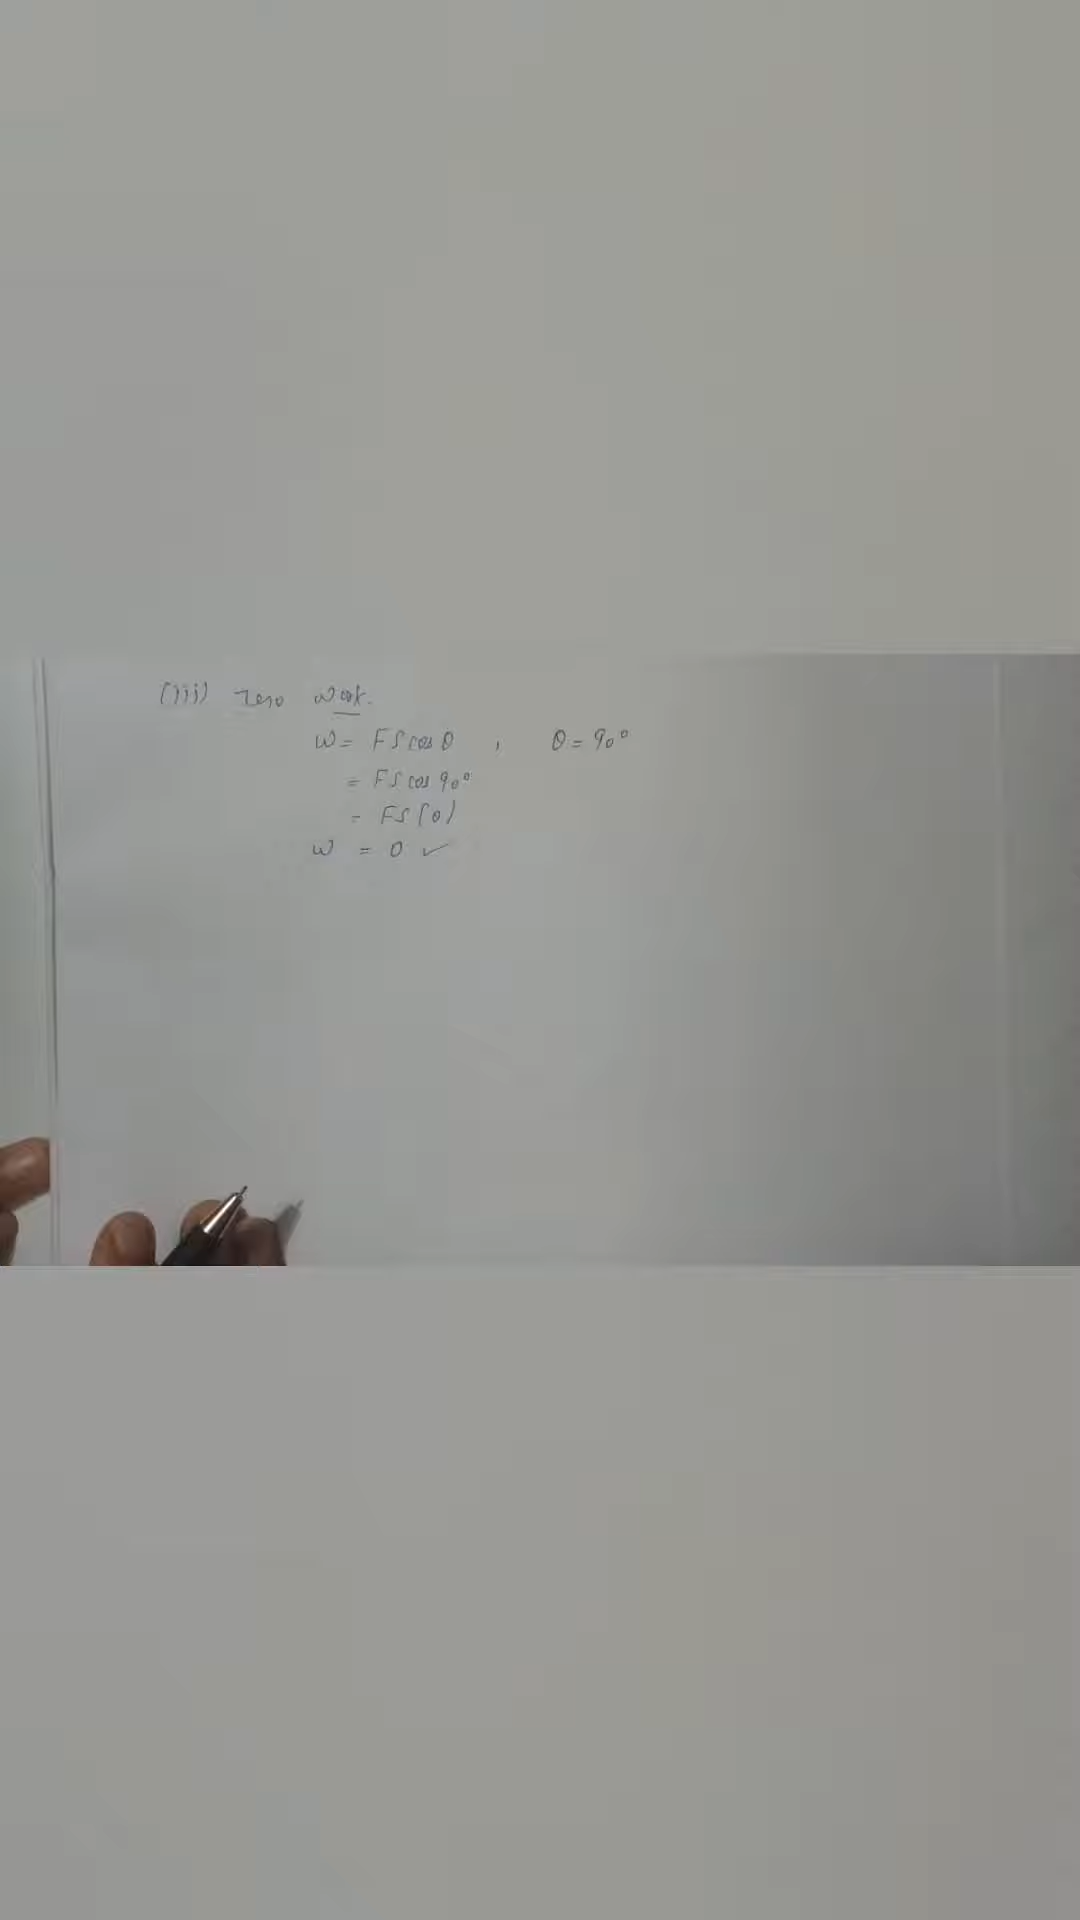 (iii) Zero Work.
W = FS cos θ , θ = 90°
= FS cos 90°
= FS (0)
W = 0 ✓